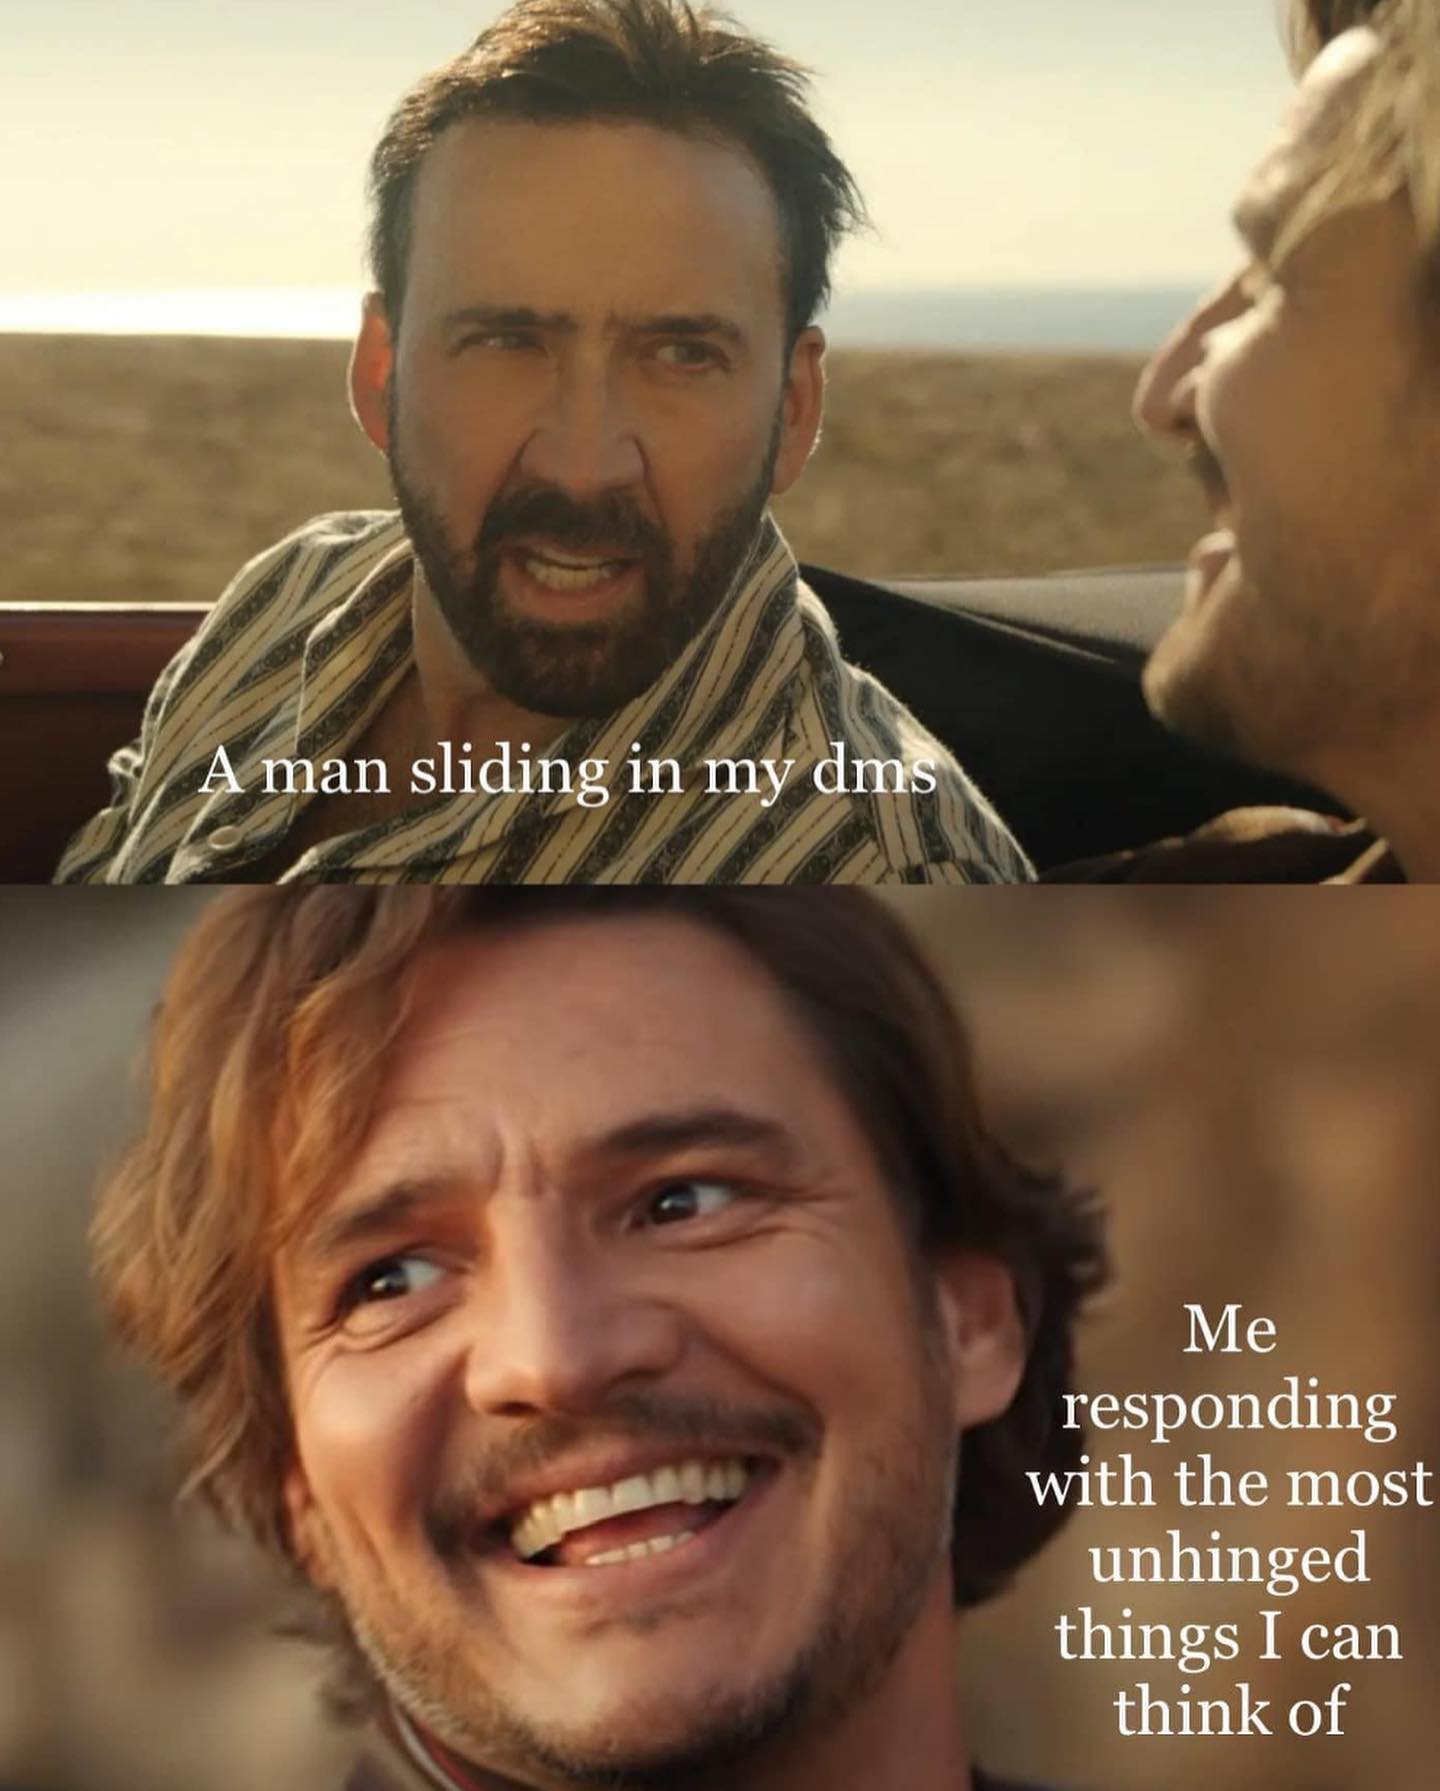 A man sliding in my dms
Me
responding
with the most
unhinged
things I can
think of